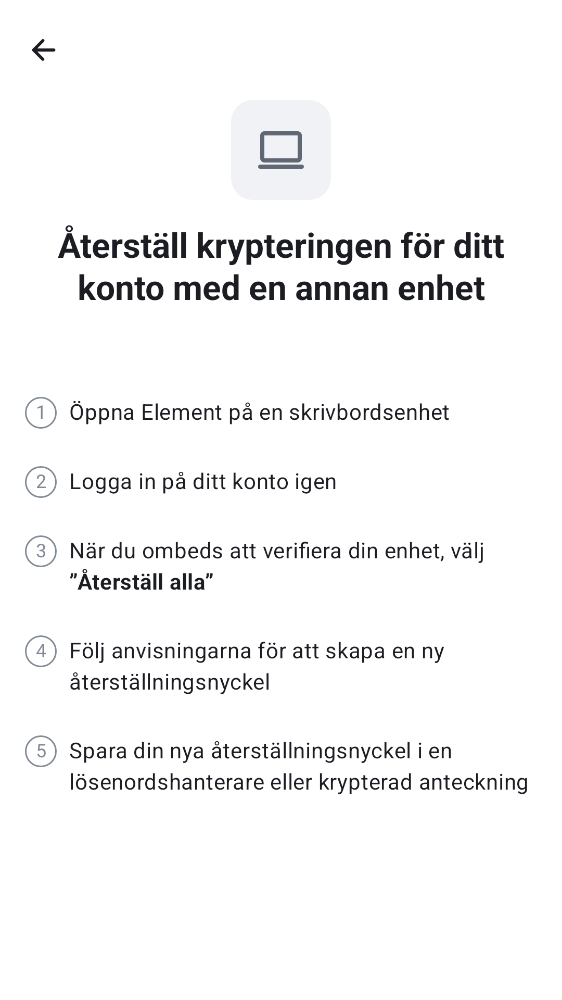 Återställ krypteringen för ditt
konto med en annan enhet
1 Öppna Element på en skrivbordsenhet
2 Logga in på ditt konto igen
3 När du ombeds att verifiera din enhet, välj
”Återställ alla”
4 Följ anvisningarna för att skapa en ny
återställningsnyckel
5 Spara din nya återställningsnyckel i en
lösenordshanterare eller krypterad anteckning